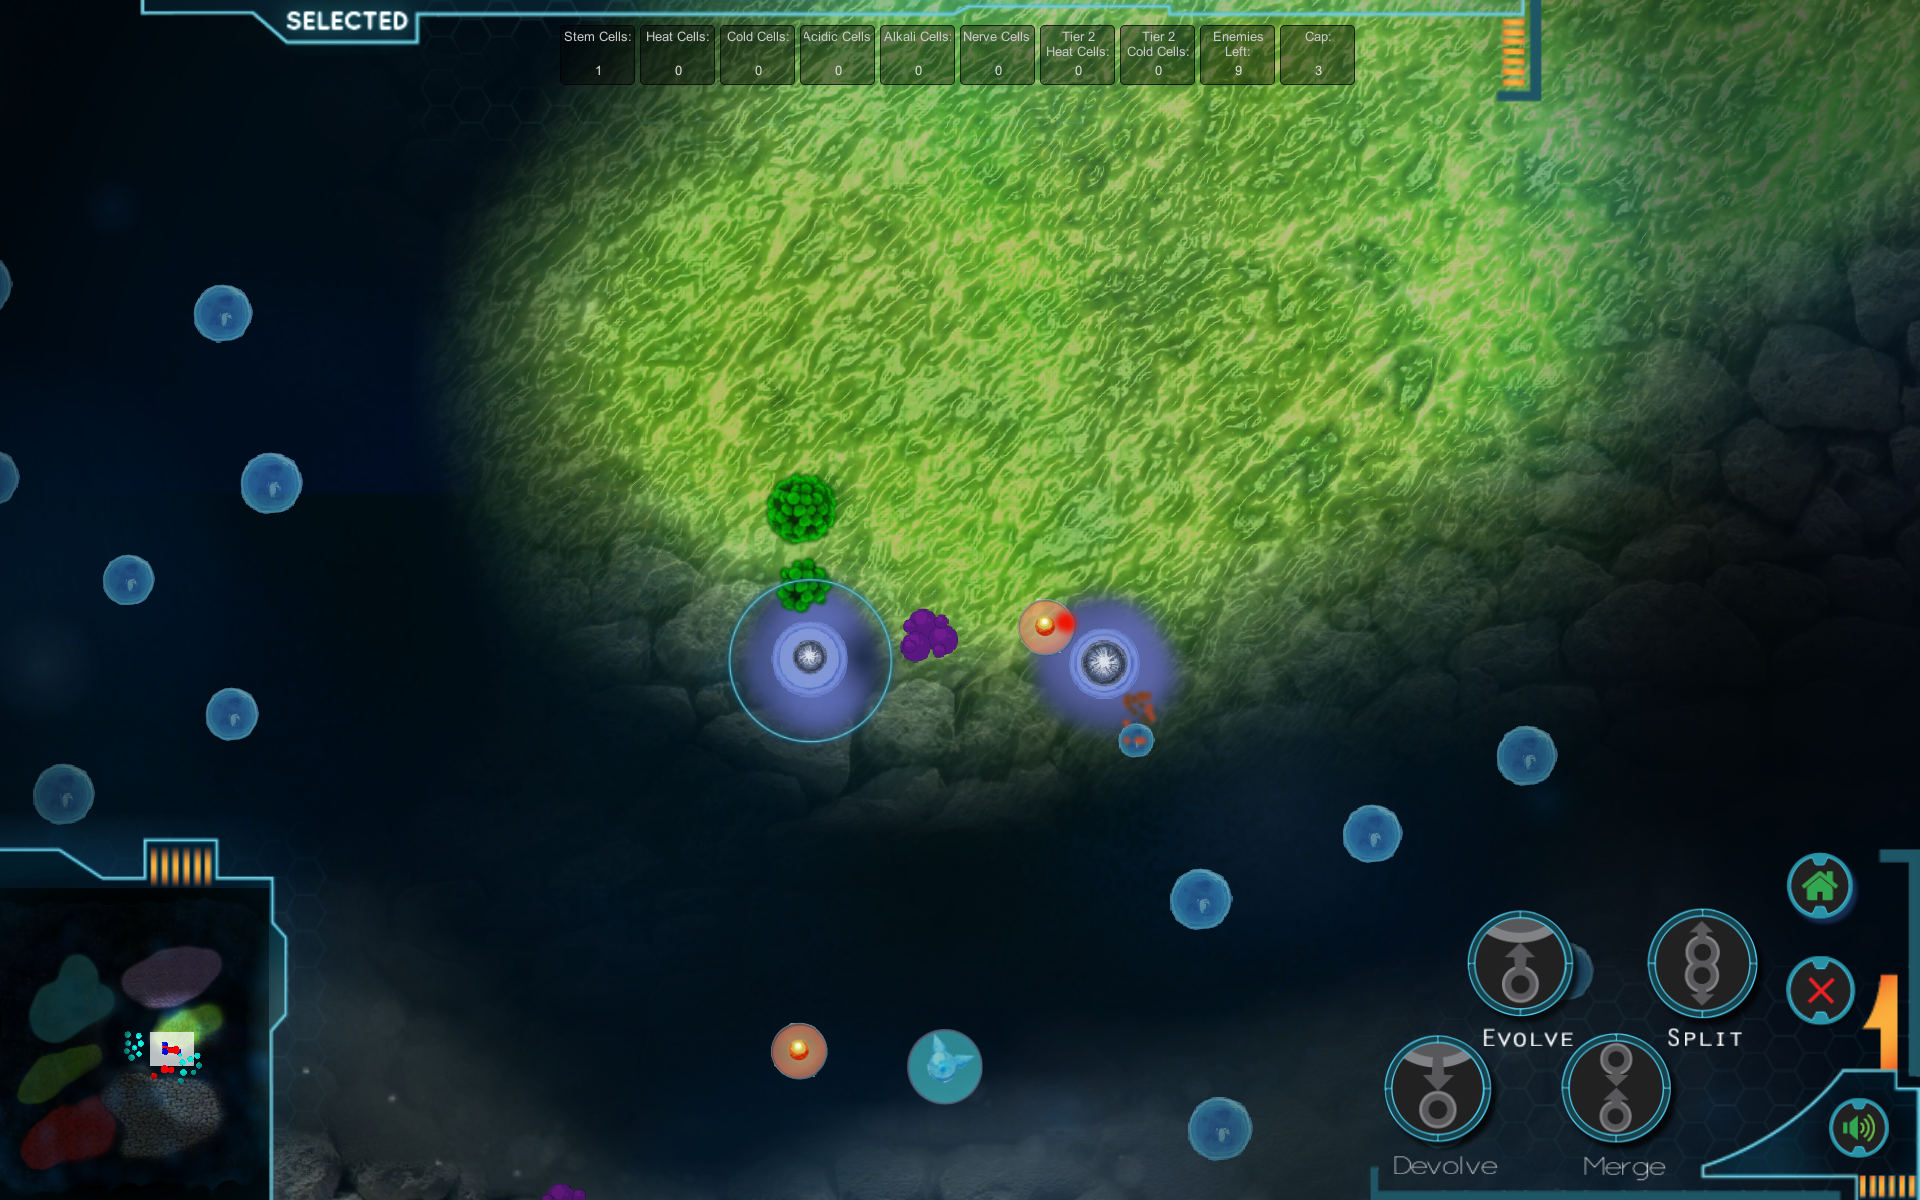 SELECTED
Stem Cells:
1
Heat Cells:
0
Cold Cells:
0
Acidic Cells
0
Alkali Cells:
0
Nerve Cells
0
Tier 2
Heat Cells:
0
Tier 2
Cold Cells:
0
Enemies
Left:
9
Cap:
3
EVOLVE
SPLIT
Devolve
Merge